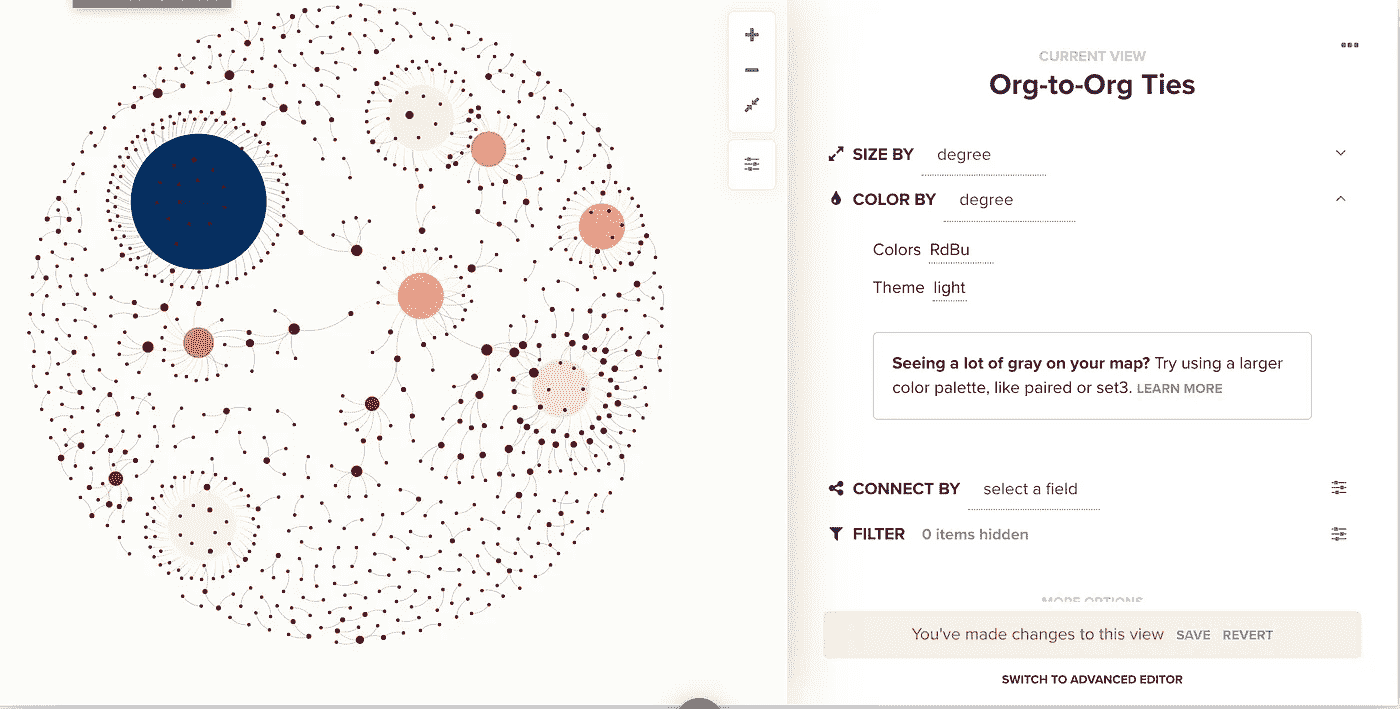 CURRENT VIEW
Org-to-Org Ties
SIZE BY degree
COLOR BY degree
Colors RdBu
Theme light
Seeing a lot of gray on your map? Try using a larger
color palette, like paired or set3. LEARN MORE
CONNECT BY select a field
FILTER 0 items hidden
MORE OPTIONS
You've made changes to this view SAVE REVERT
SWITCH TO ADVANCED EDITOR